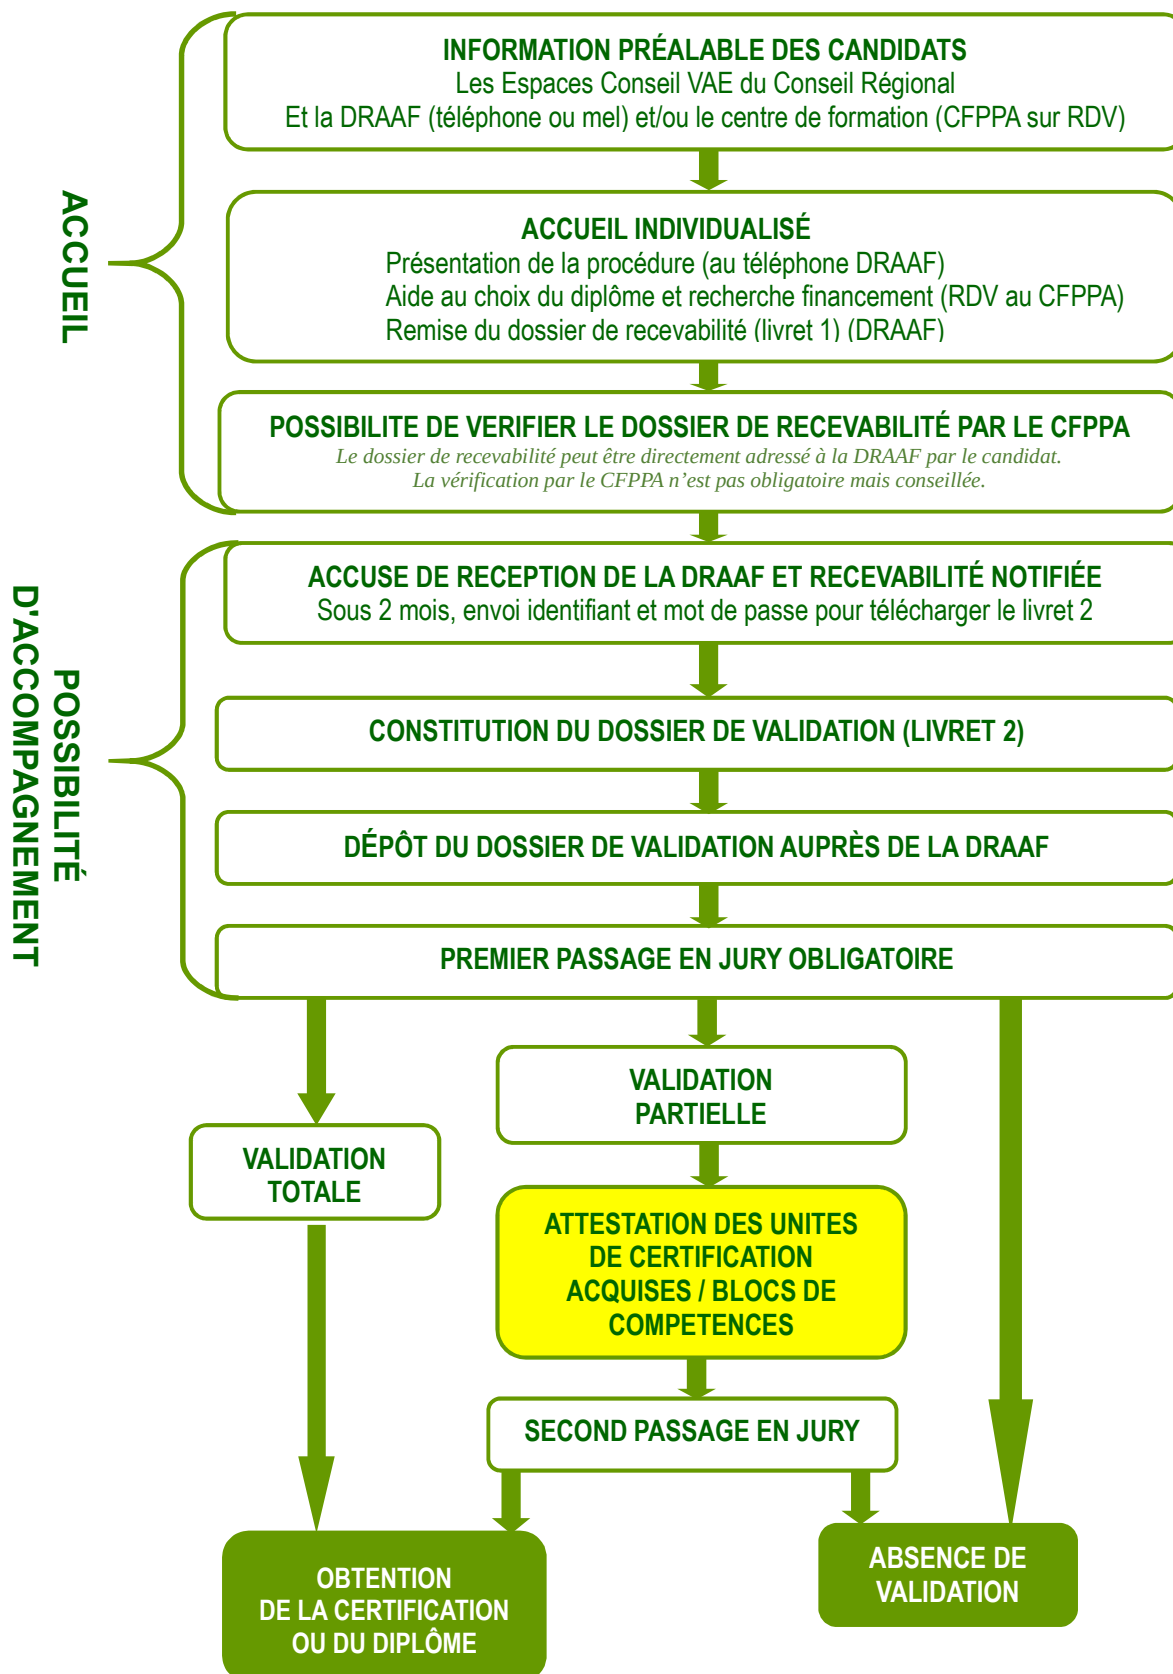 ACCUEIL
INFORMATION PRÉALABLE DES CANDIDATS
Les Espaces Conseil VAE du Conseil Régional
Et la DRAAF (téléphone ou mel) et/ou le centre de formation (CFPPA sur RDV)
ACCUEIL INDIVIDUALISÉ
Présentation de la procédure (au téléphone DRAAF)
Aide au choix du diplôme et recherche financement (RDV au CFPPA)
Remise du dossier de recevabilité (livret 1) (DRAAF)
POSSIBILITE DE VERIFIER LE DOSSIER DE RECEVABILITÉ PAR LE CFPPA
Le dossier de recevabilité peut être directement adressé à la DRAAF par le candidat.
La vérification par le CFPPA n'est pas obligatoire mais conseillée.
POSSIBILITÉ
D'ACCOMPAGNEMENT
ACCUSE DE RECEPTION DE LA DRAAF ET RECEVABILITÉ NOTIFIÉE
Sous 2 mois, envoi identifiant et mot de passe pour télécharger le livret 2
CONSTITUTION DU DOSSIER DE VALIDATION (LIVRET 2)
DÉPÔT DU DOSSIER DE VALIDATION AUPRÈS DE LA DRAAF
PREMIER PASSAGE EN JURY OBLIGATOIRE
VALIDATION
PARTIELLE
VALIDATION
TOTALE
ATTESTATION DES UNITES
DE CERTIFICATION
ACQUISES / BLOCS DE
COMPETENCES
SECOND PASSAGE EN JURY
OBTENTION
DE LA CERTIFICATION
OU DU DIPLÔME
ABSENCE DE
VALIDATION